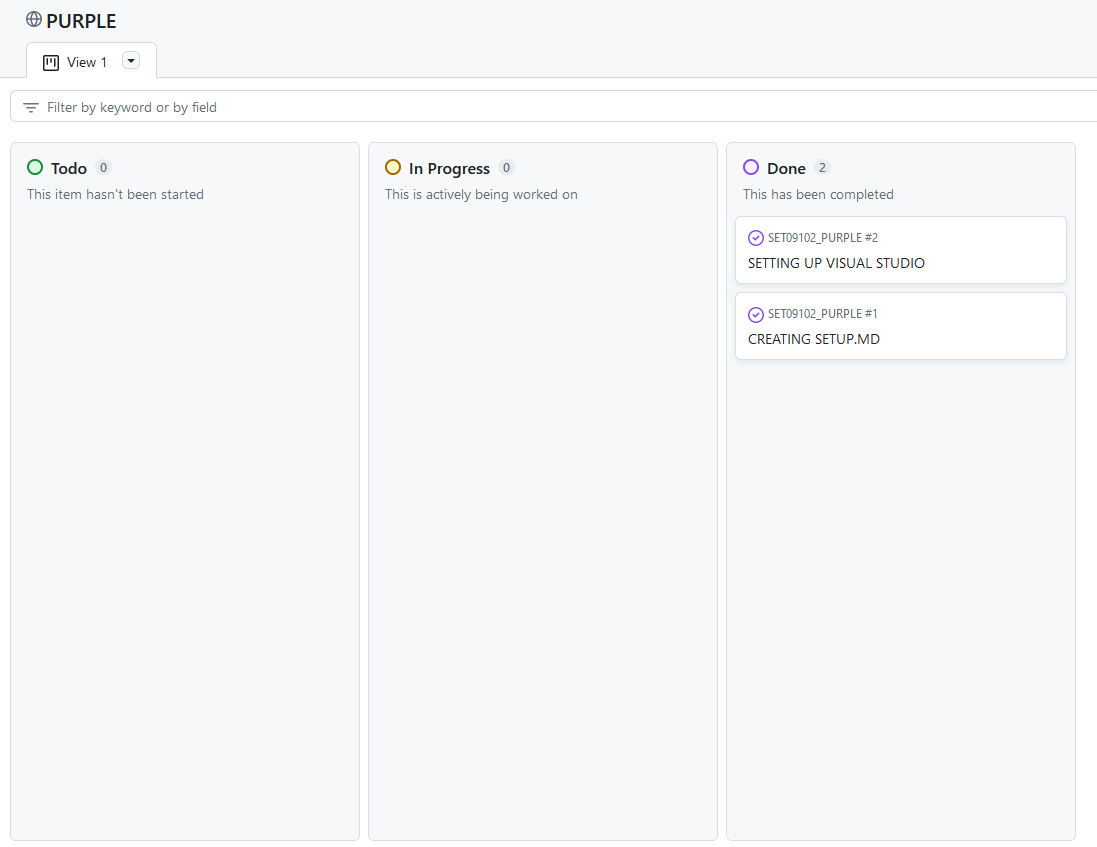 PURPLE
View 1
Filter by keyword or by field
Todo 0
This item hasn't been started
In Progress 0
This is actively being worked on
Done 2
This has been completed
SET09102_PURPLE #2
SETTING UP VISUAL STUDIO
SET09102_PURPLE #1
CREATING SETUP.MD